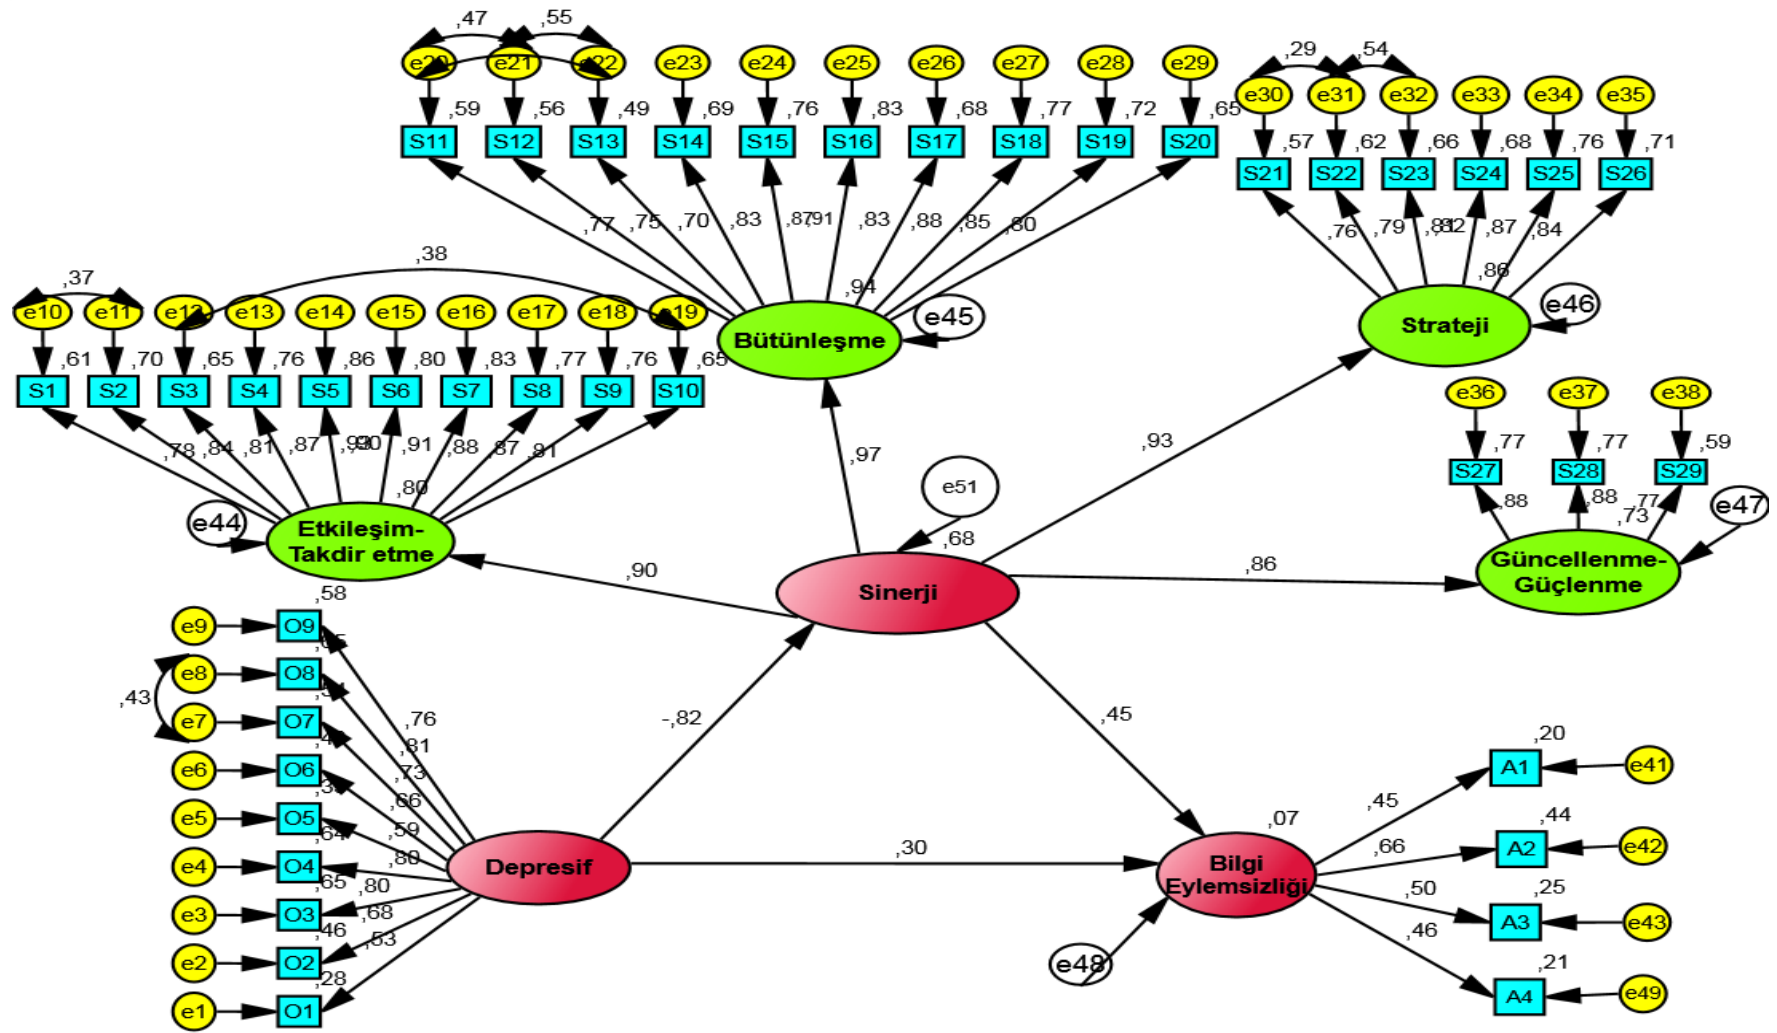 ,47 ,55
e20 e21 e22 e23 e24 e25 e26 e27 e28 e29
,59 ,56 ,49 ,69 ,76 ,83 ,68 ,77 ,72 ,65
S11 S12 S13 S14 S15 S16 S17 S18 S19 S20
,77 ,75 ,70 ,83 ,87 ,91 ,83 ,88 ,85 ,80
,29 ,54
e30 e31 e32 e33 e34 e35
,57 ,62 ,66 ,68 ,76 ,71
S21 S22 S23 S24 S25 S26
,76 ,79 ,81 ,82 ,87 ,84
,38
,37
e10 e11 e12 e13 e14 e15 e16 e17 e18 e19
,61 ,70 ,65 ,76 ,86 ,80 ,83 ,77 ,76 ,65
S1 S2 S3 S4 S5 S6 S7 S8 S9 S10
,78 ,84 ,81 ,87 ,93 ,90 ,91 ,88 ,87 ,81
,94
Bütünleşme
e45
,86
Strateji
e46
e36 e37 e38
,77 ,77 ,59
S27 S28 S29
,88 ,88 ,77
,73
e47
Güncellenme-
Güçlenme
,80
e44
Etkileşim-
Takdir etme
,97
,93
e51
,68
Sinerji
,90
,86
,58
e9 O9
,65
e8 O8
e7 O7
,43
e6 O6
e5 O5
,64
e4 O4
,65
e3 O3
,46
e2 O2
,28
e1 O1
,76
,81
,73
,66
,59
,80
,80
,68
,53
Depresif
-,82
,45
,30
,07
Bilgi
Eylemsizliği
e48
,20
A1 e41
,45
,44
A2 e42
,66
,25
A3 e43
,50
,21
A4 e49
,46